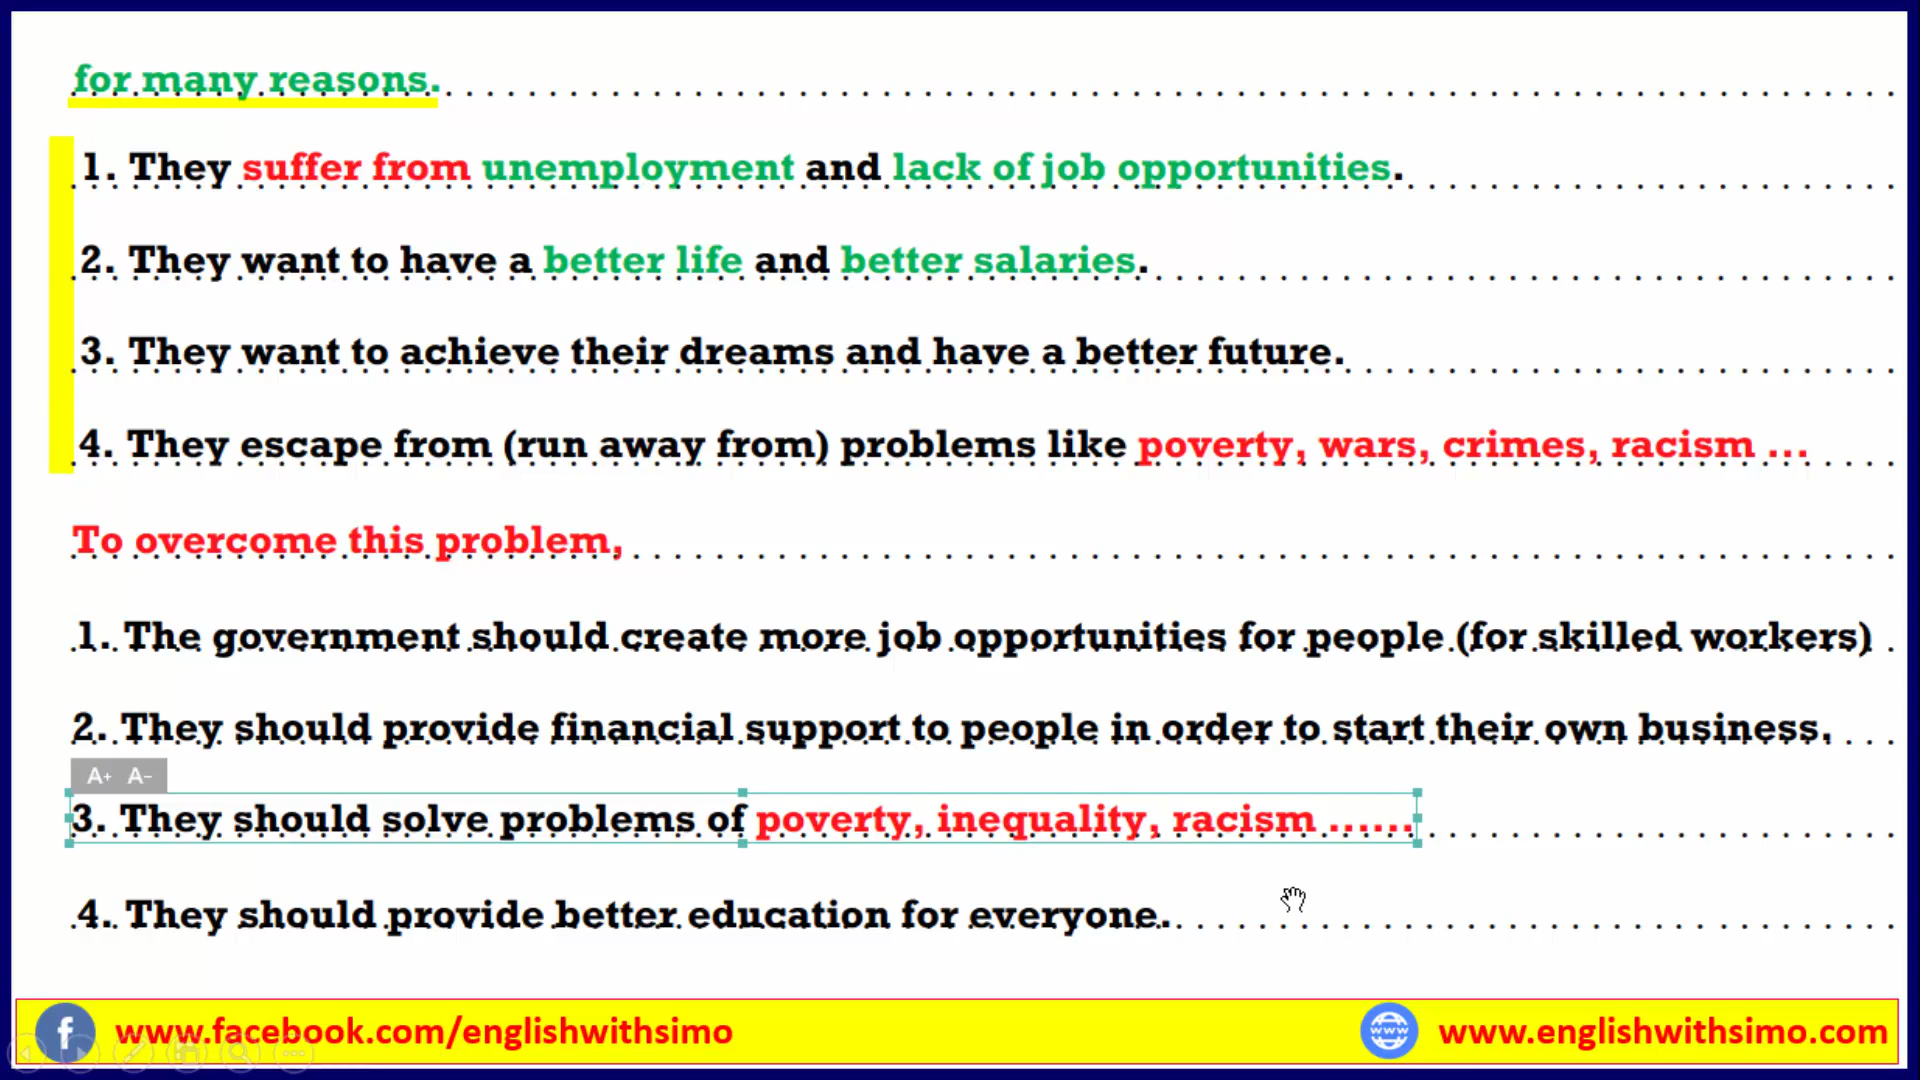 for many reasons.
1. They suffer from unemployment and lack of job opportunities.
2. They want to have a better life and better salaries.
3. They want to achieve their dreams and have a better future.
4. They escape from (run away from) problems like poverty, wars, crimes, racism ...
To overcome this problem,
1. The government should create more job opportunities for people (for skilled workers)
2. They should provide financial support to people in order to start their own business.
A+ A-
3. They should solve problems of poverty, inequality, racism ......
4. They should provide better education for everyone.
f www.facebook.com/englishwithsimo
www www.englishwithsimo.com